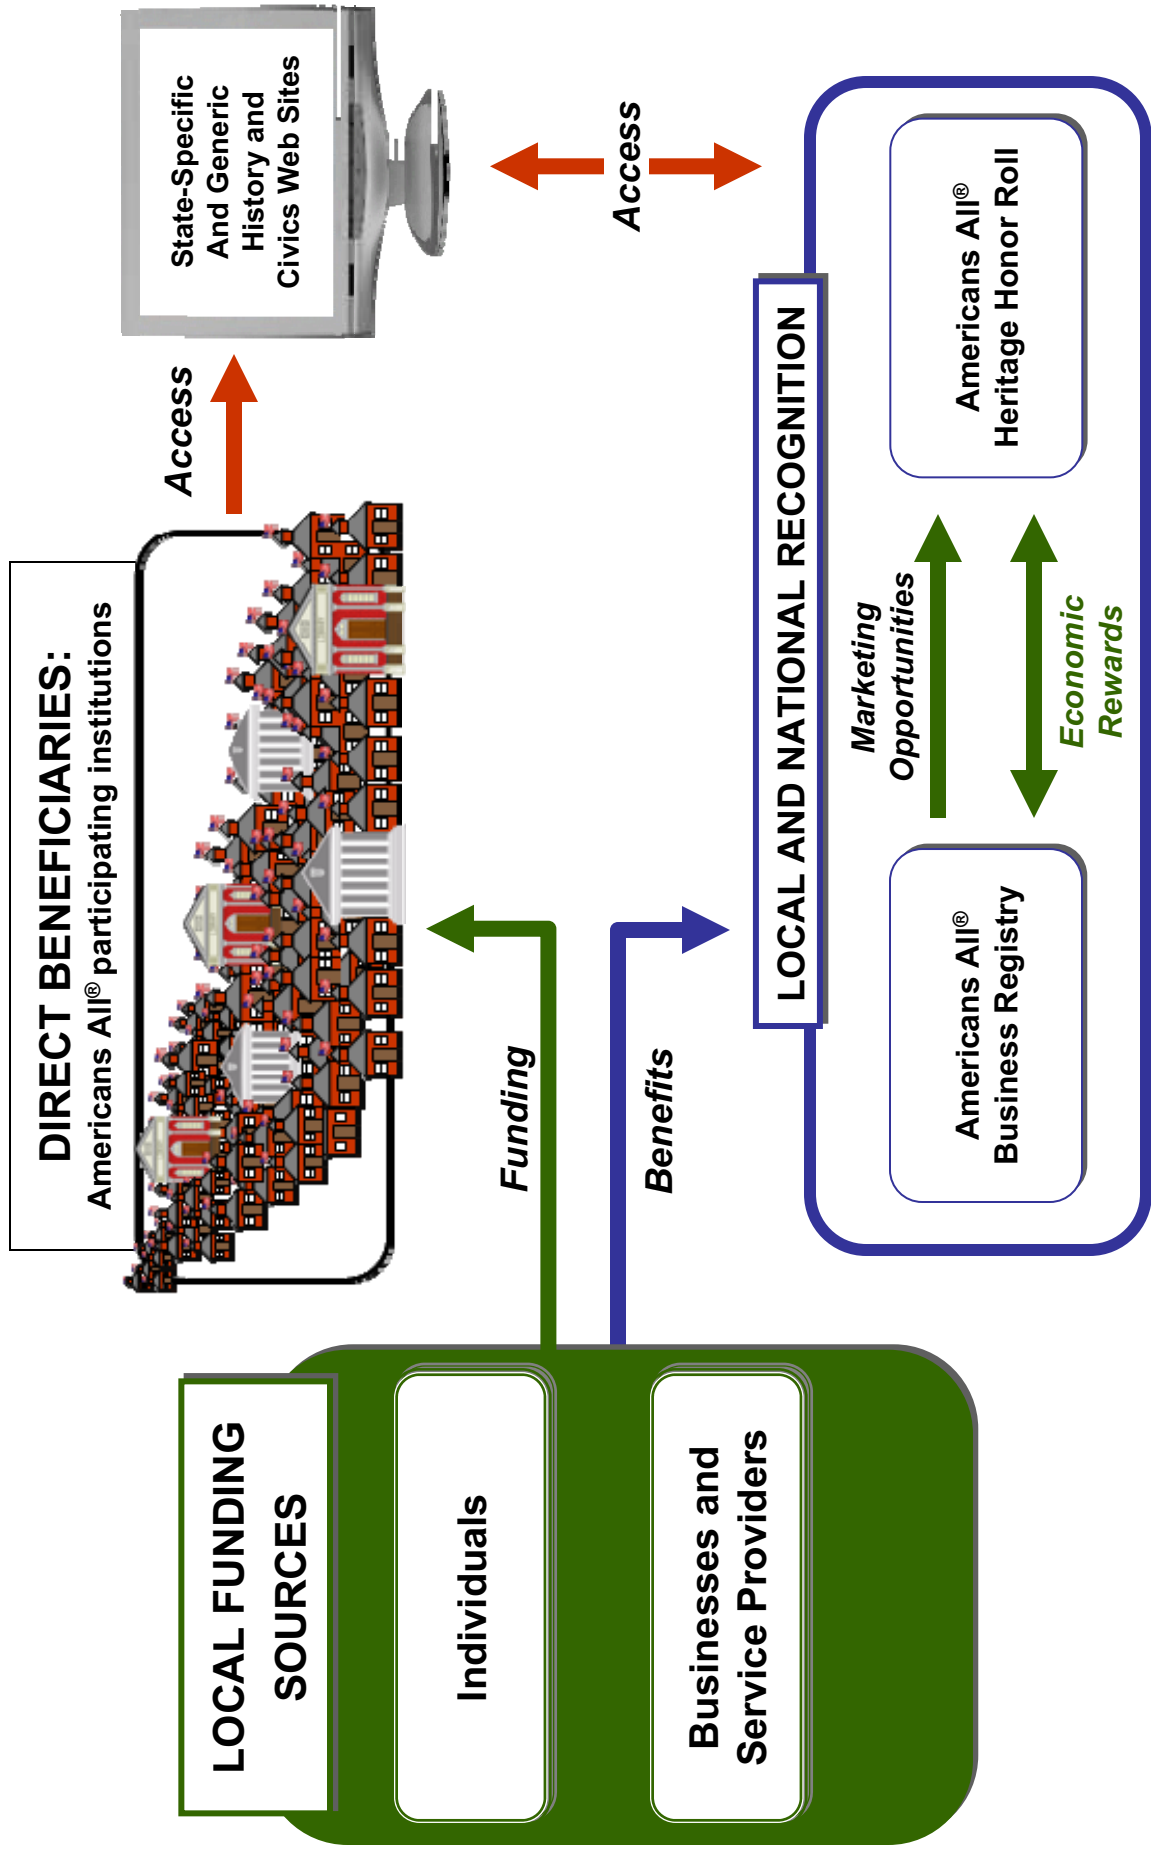 LOCAL FUNDING
SOURCES
Individuals
Businesses and
Service Providers
Funding
Benefits
DIRECT BENEFICIARIES:
Americans All® participating institutions
Access
State-Specific
And Generic
History and
Civics Web Sites
Access
LOCAL AND NATIONAL RECOGNITION
Americans All®
Business Registry
Marketing
Opportunities
Economic
Rewards
Americans All®
Heritage Honor Roll